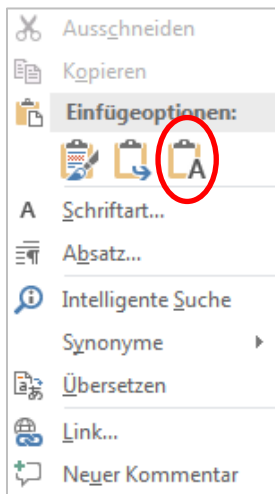 Ausschneiden
Kopieren
Einfügeoptionen:
A
A Schriftart...
Absatz...
Intelligente Suche
Synonyme
Übersetzen
Link...
Neuer Kommentar